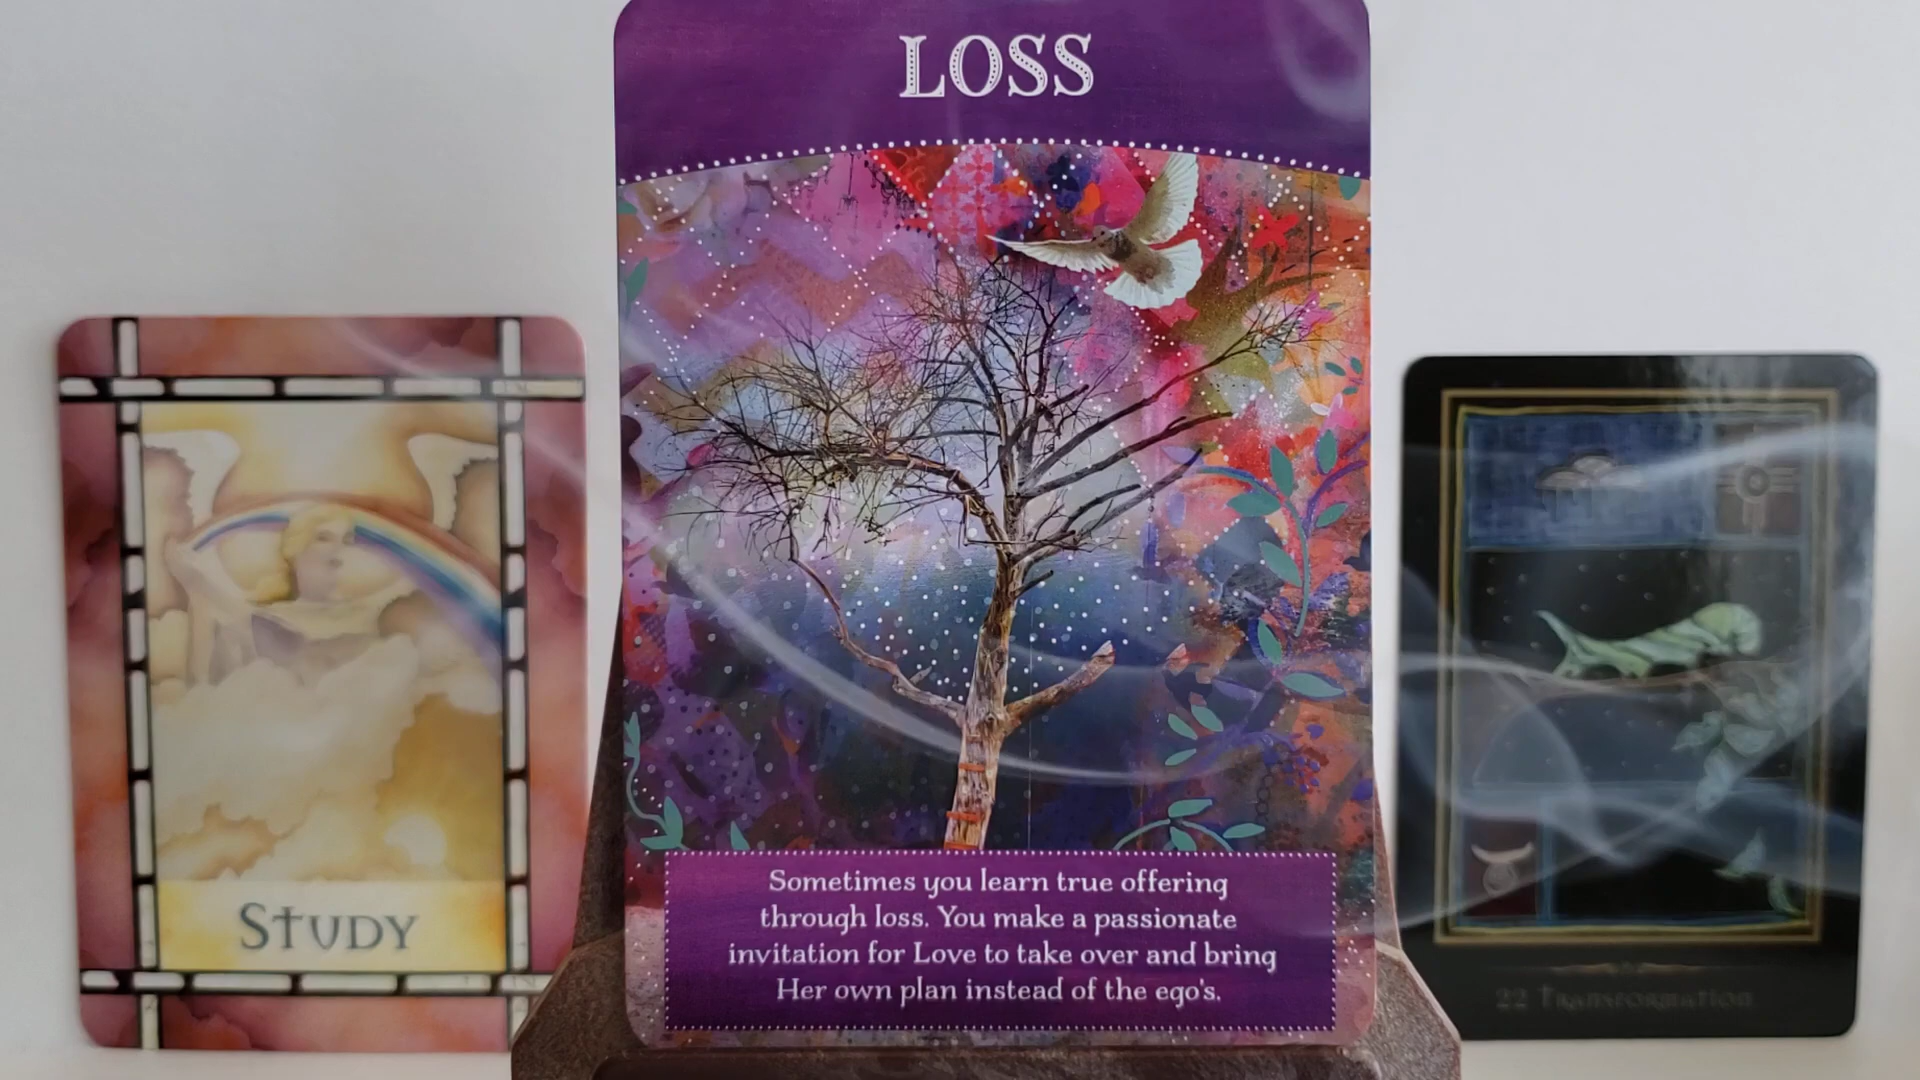 LOSS
Sometimes you learn true offering
through loss. You make a passionate
invitation for Love to take over and bring
Her own plan instead of the ego's.
STUDY
22 TRANSFORMATION